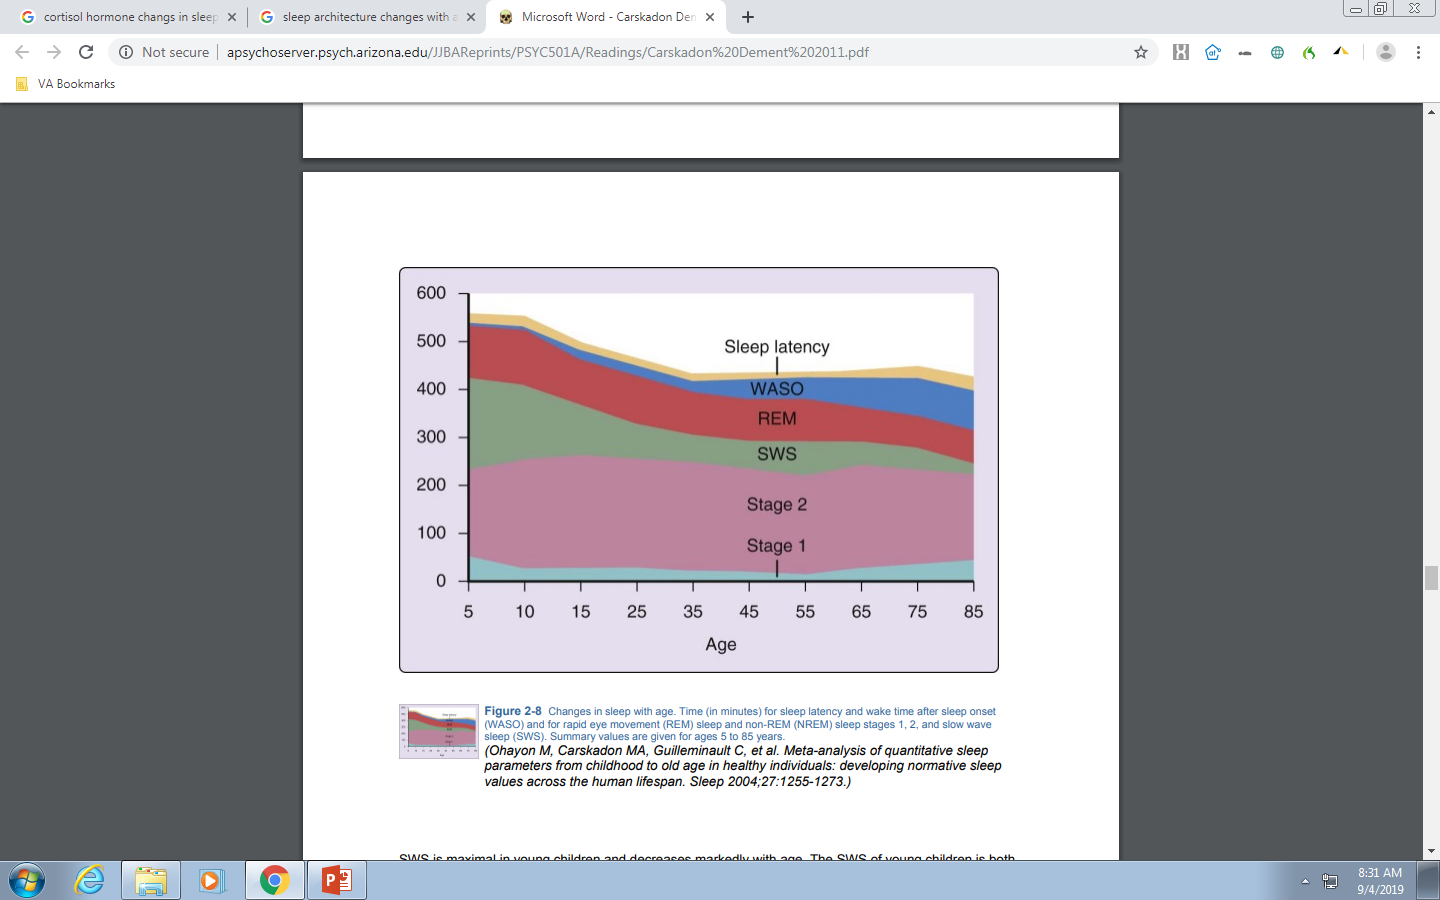 cortisol hormone changs in sleep
sleep architecture changes with a
Microsoft Word - Carskadon Den
Not secure
apsychoserver.psych.arizona.edu/JJBAReprints/PSYC501A/Readings/Carskadon%20Dement%202011.pdf
VA Bookmarks
600
500
400
300
200
100
0
Sleep latency
WASO
REM
SWS
Stage 2
Stage 1
5 10 15 25 35 45 55 65 75 85
Age
Figure 2-8 Changes in sleep with age. Time (in minutes) for sleep latency and wake time after sleep onset
(WASO) and for rapid eye movement (REM) sleep and non-REM (NREM) sleep stages 1, 2, and slow wave
sleep (SWS). Summary values are given for ages 5 to 85 years.
(Ohayon M, Carskadon MA, Guilleminault C, et al. Meta-analysis of quantitative sleep
parameters from childhood to old age in healthy individuals: developing normative sleep
values across the human lifespan. Sleep 2004;27:1255-1273.)
SWS is maximal in young children and decreases markedly with age. The SWS of young children is both
8:31 AM
9/4/2019